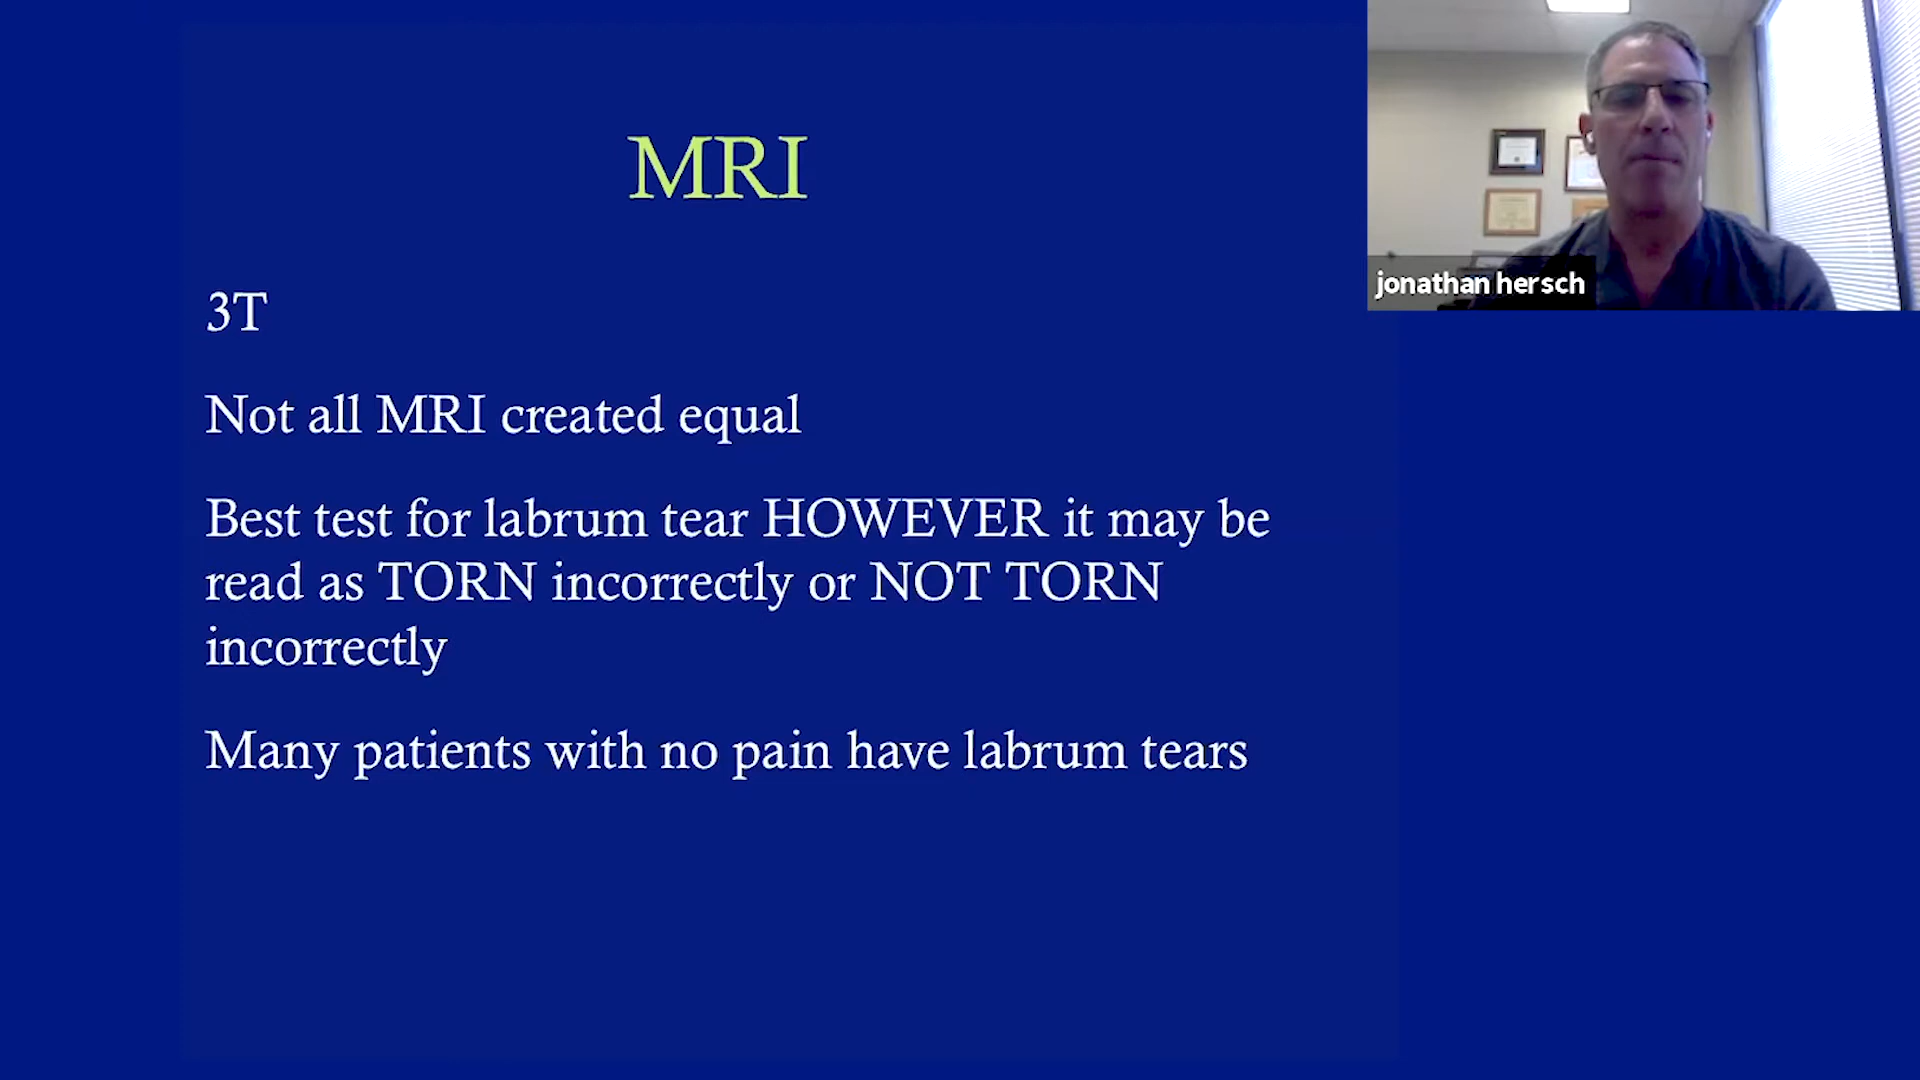 MRI
jonathan hersch
3T
Not all MRI created equal
Best test for labrum tear HOWEVER it may be
read as TORN incorrectly or NOT TORN
incorrectly
Many patients with no pain have labrum tears